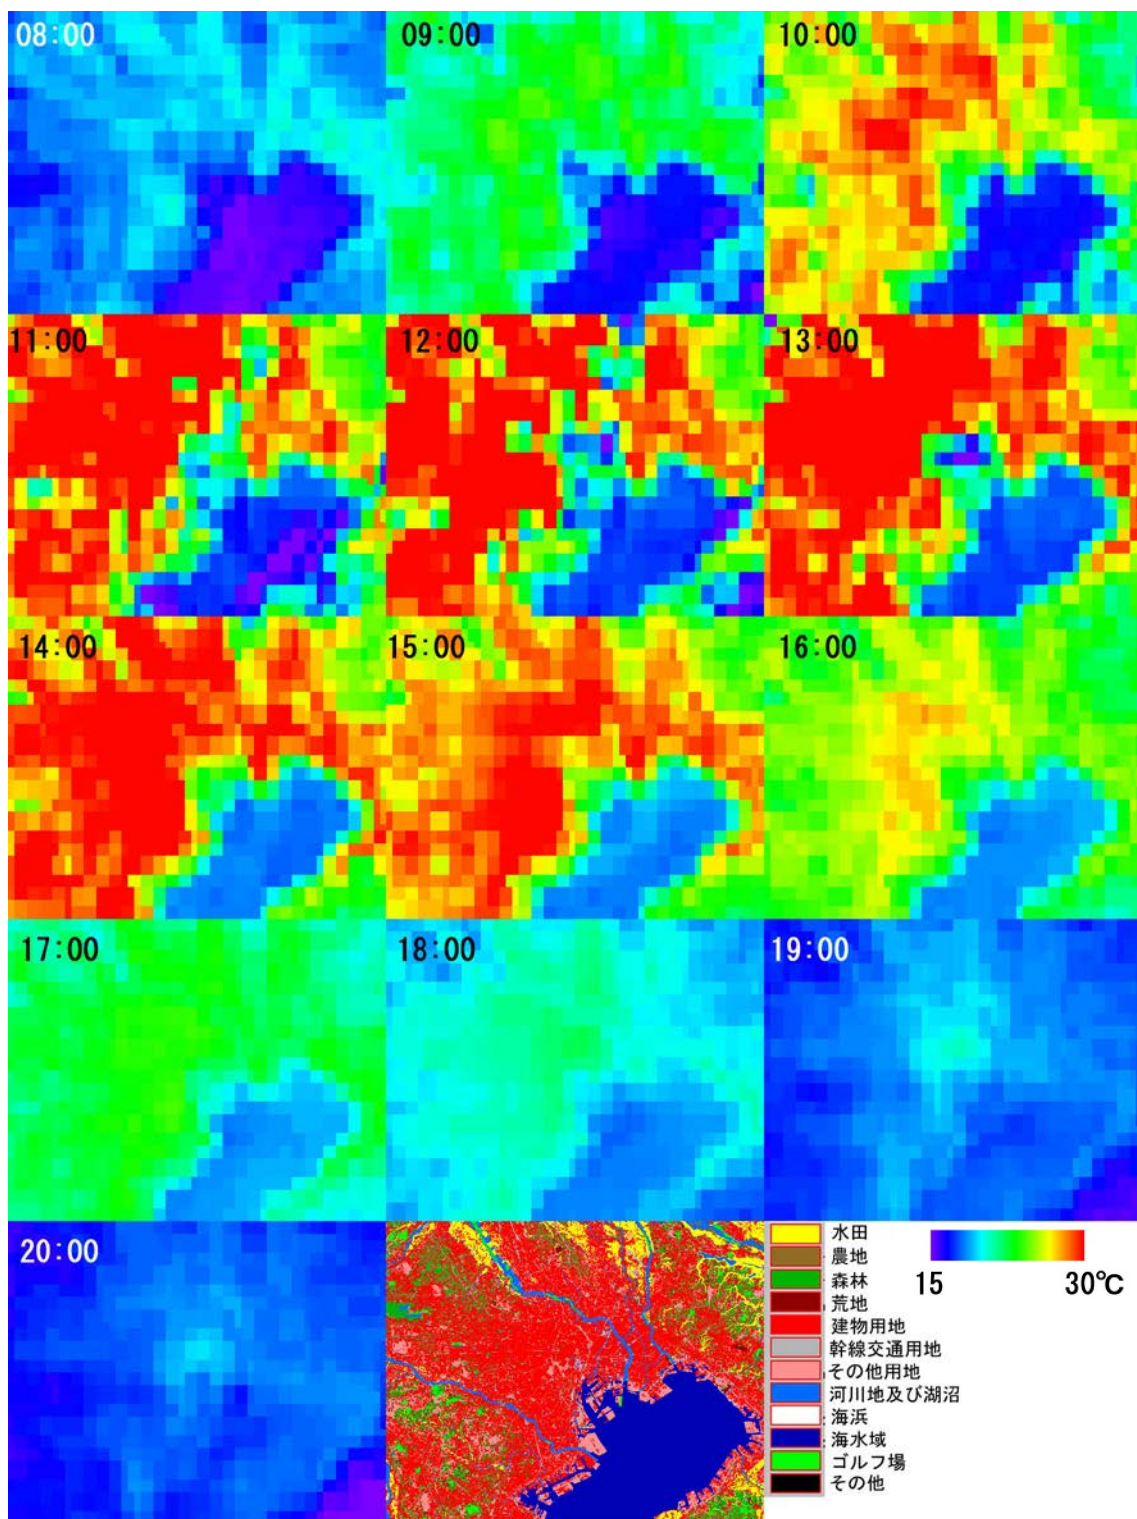 08:00
09:00
10:00
11:00
12:00
13:00
14:00
15:00
16:00
17:00
18:00
19:00
20:00
水田
農地
森林
荒地
建物用地
幹線交通用地
その他用地
河川地及び湖沼
海浜
海水域
ゴルフ場
その他
15 30℃